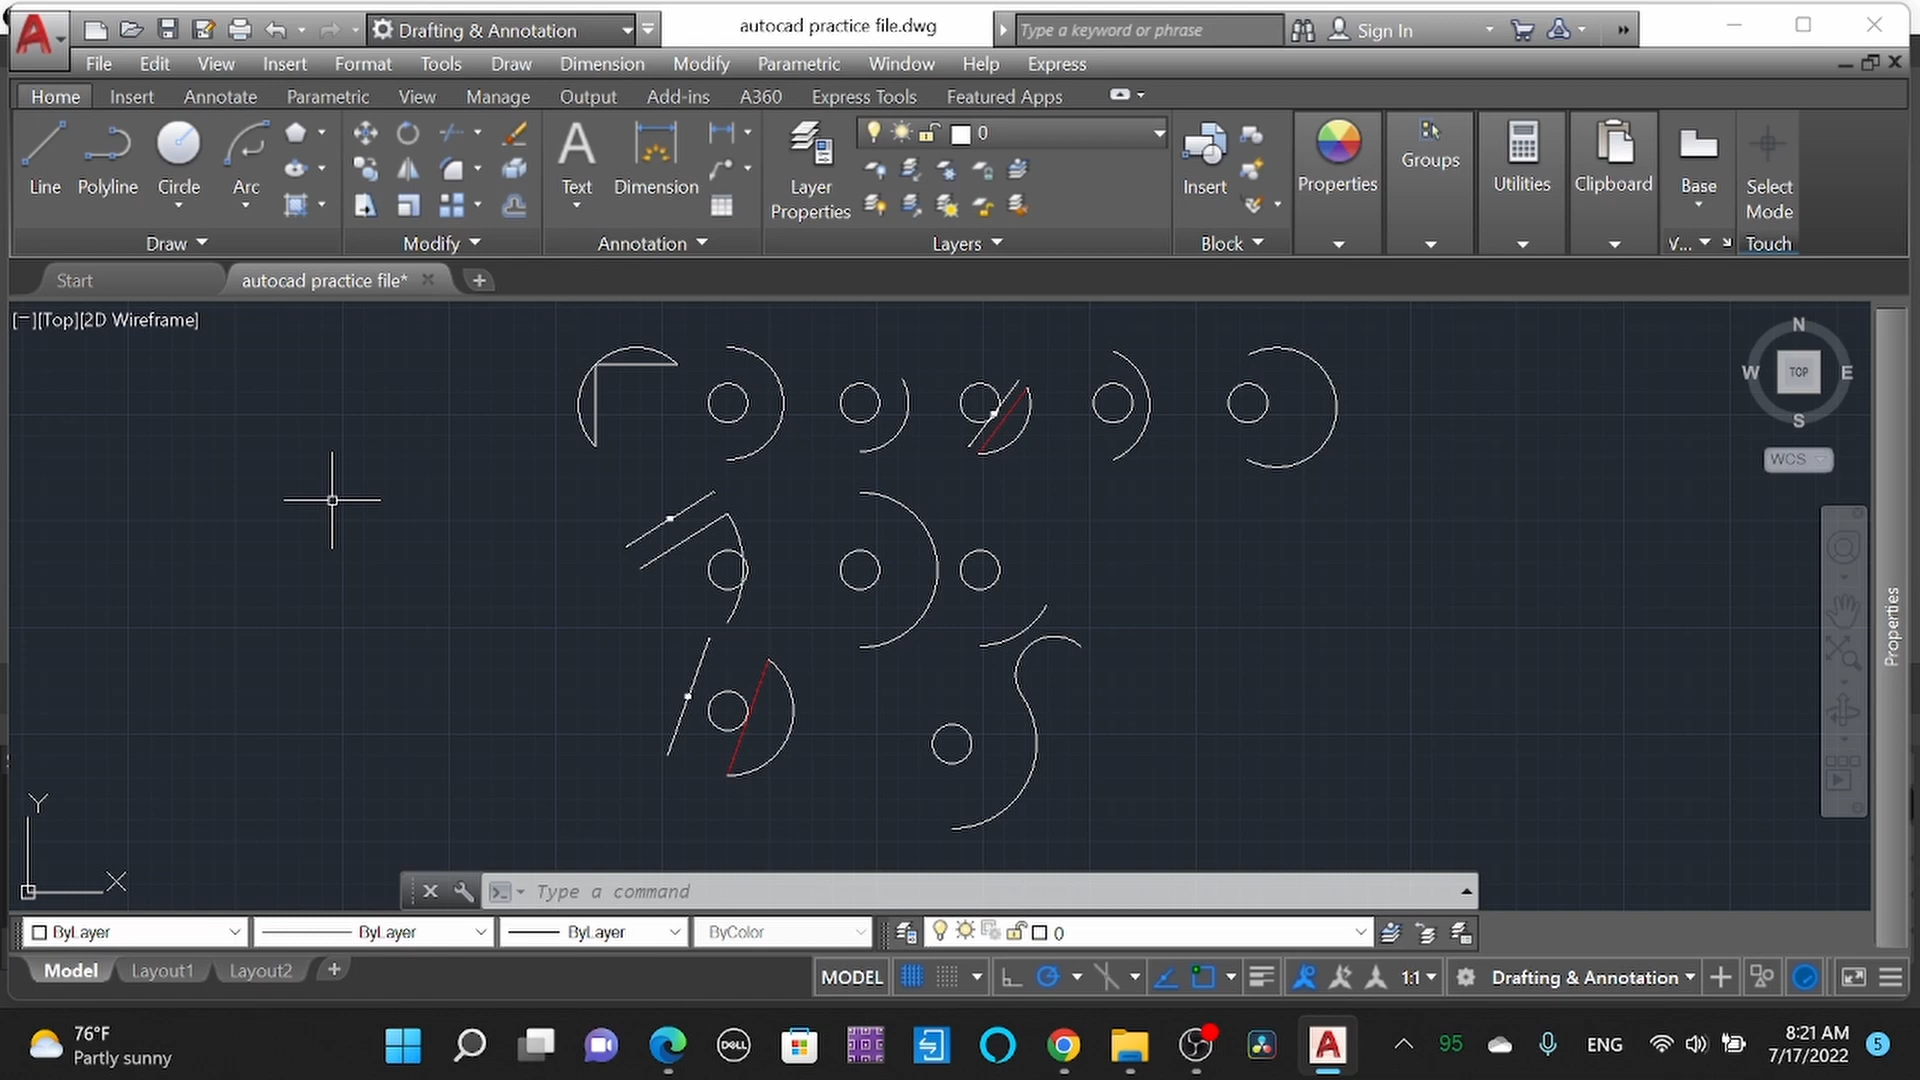 Drafting & Annotation
autocad practice file.dwg
Type a keyword or phrase
Sign In
File Edit View Insert Format Tools Draw Dimension Modify Parametric Window Help Express
Home Insert Annotate Parametric View Manage Output Add-ins A360 Express Tools Featured Apps
0
Line Polyline Circle Arc Text Dimension Layer Properties Insert Properties Groups Utilities Clipboard Base Select Mode
Draw Modify Annotation Layers Block V... Touch
Start autocad practice file*
[−][Top][2D Wireframe]
N
W TOP E
S
WCS
Properties
Y
X
Type a command
ByLayer ByLayer ByLayer ByColor 0
Model Layout1 Layout2 MODEL 1:1 Drafting & Annotation
76°F
Partly sunny
DELL
95 ENG
8:21 AM
7/17/2022
5